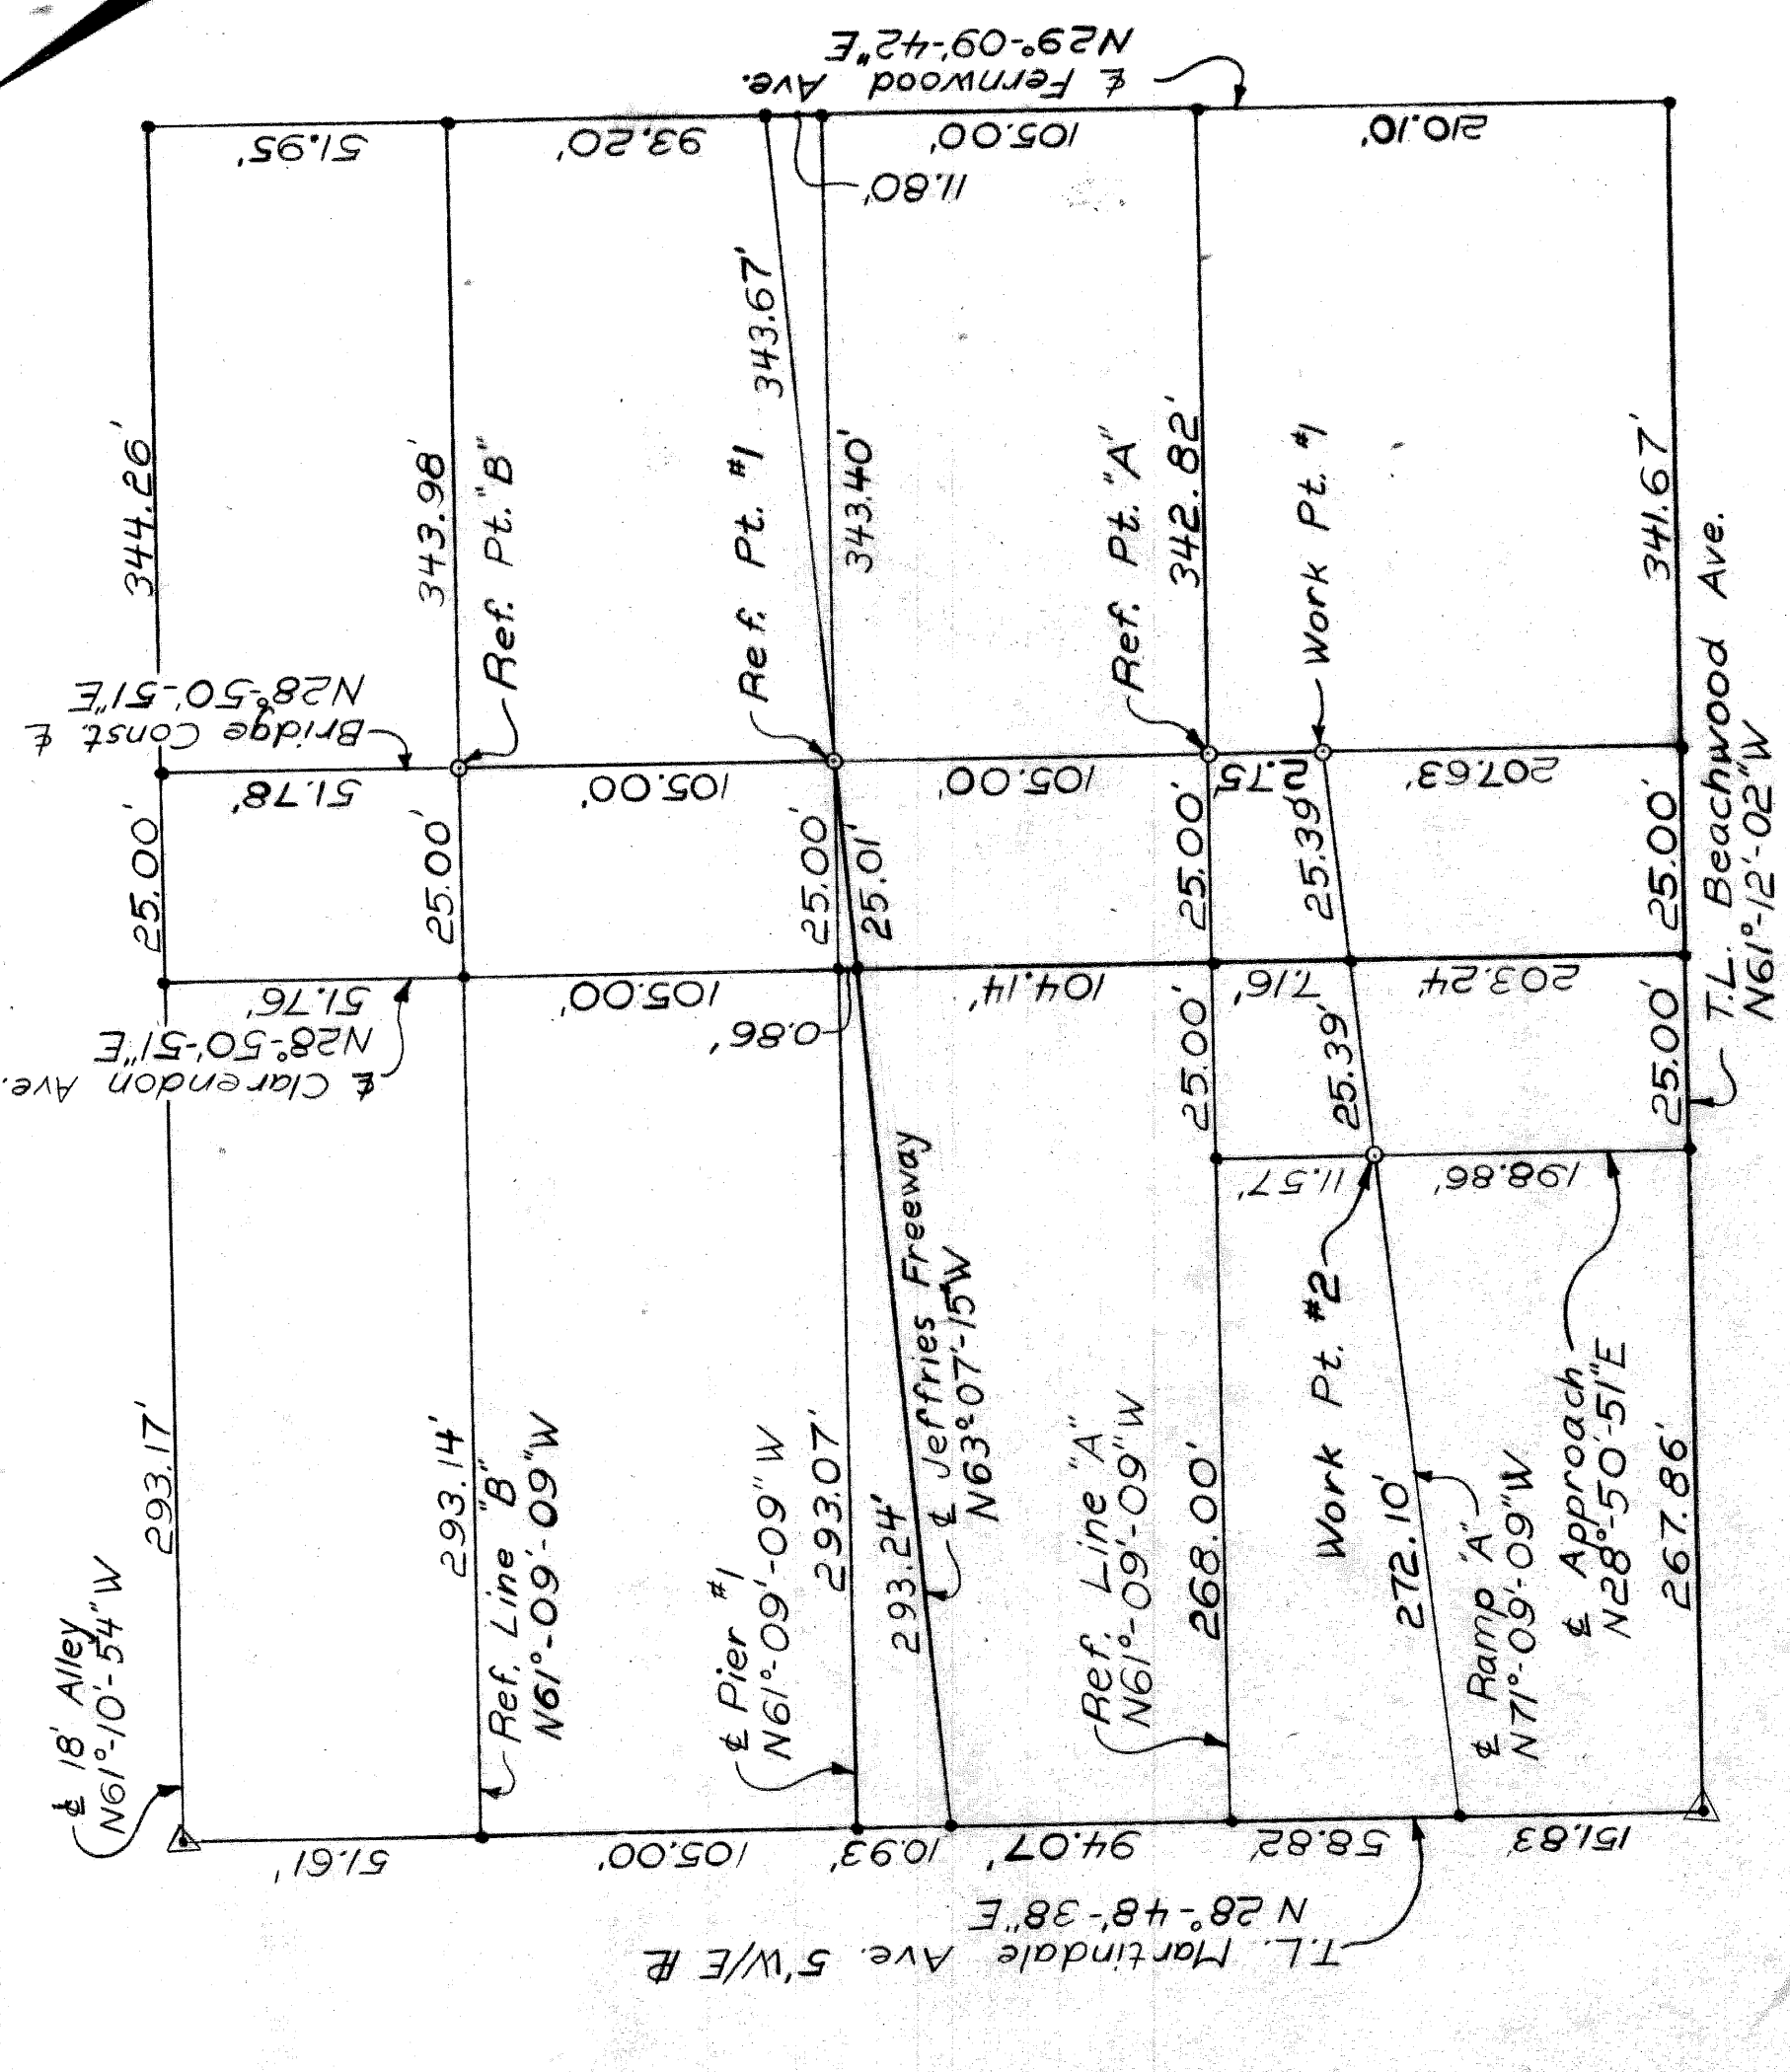 ℄ Fernwood Ave.
N29°-09'-42"E
51.95'
93.20'
11.80'
105.00'
210.10'
344.26'
343.98'
343.67'
343.40'
342.82'
341.67'
Bridge Const. ℄
N28°-50'-51"E
Ref. Pt. "B"
Ref. Pt. #1
Ref. Pt. "A"
Work Pt. #1
51.78'
105.00'
105.00'
2.75'
207.63'
25.00'
25.00'
25.00'
25.01'
25.00'
25.39'
25.00'
T.L. Beachwood Ave.
N61°-12'-02"W
℄ Clarendon Ave.
N28°-50'-51"E
51.76'
105.00'
0.86'
104.14'
7.16'
203.24'
25.00'
25.39'
25.00'
11.57'
198.86'
Work Pt. #2
℄ Approach
N28°-50'-51"E
℄ 18' Alley
N61°-10'-54"W
293.17'
293.14'
Ref. Line "B"
N61°-09'-09"W
℄ Pier #1
N61°-09'-09"W
293.07'
293.24'
℄ Jeffries Freeway
N63°-07'-15"W
Ref. Line "A"
N61°-09'-09"W
268.00'
272.10'
℄ Ramp "A"
N71°-09'-09"W
267.86'
51.61'
105.00'
10.93'
94.07'
58.82'
151.83'
T.L. Martindale Ave. 5'W/E ⅊
N28°-48'-38"E